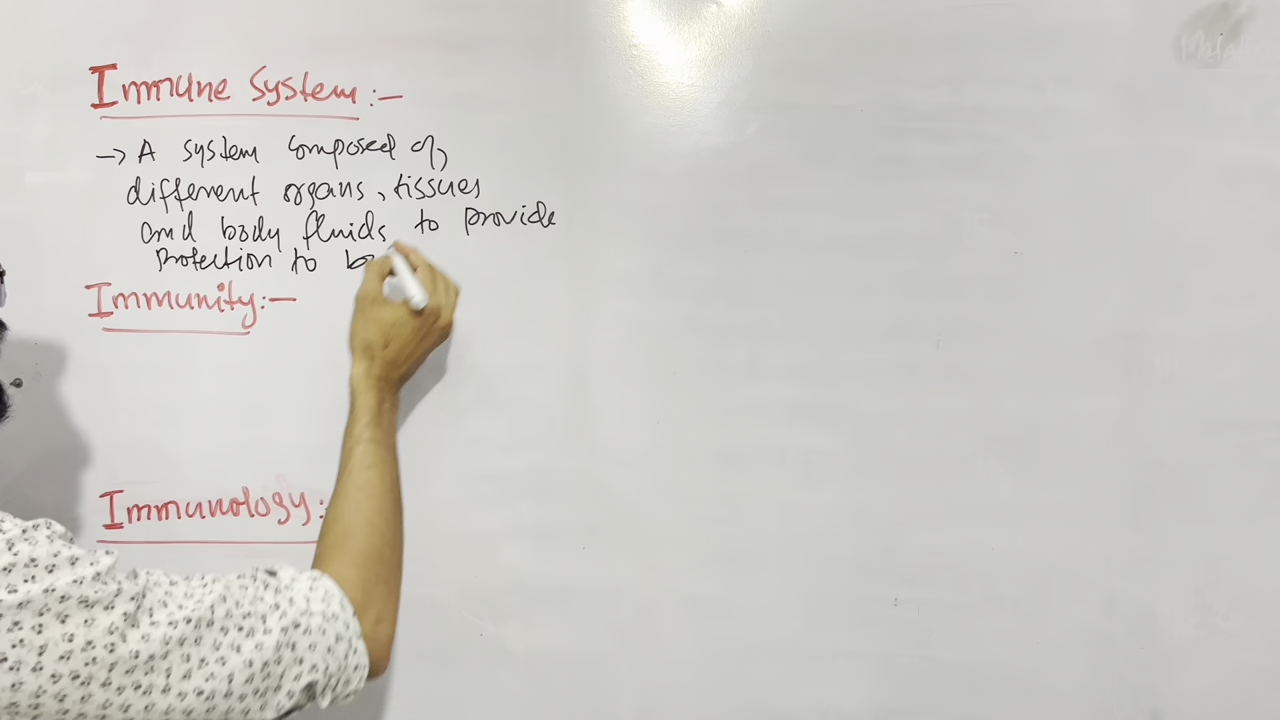 Immune System:-
→ A system composed of,
different organs, tissues
and body fluids to provide
Protection to
Immunity:-
Immunology: